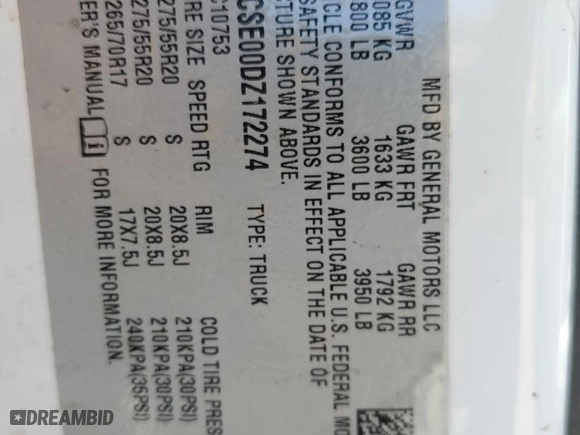 MFD BY GENERAL MOTORS LLC
GVWR GAWR FRT GAWR RR
085 KG 1633 KG 1792 KG
800 LB 3600 LB 3950 LB
CLE CONFORMS TO ALL APPLICABLE U.S. FEDERAL MO
SAFETY STANDARDS IN EFFECT ON THE DATE OF
TURE SHOWN ABOVE.
CSE00DZ172274 TYPE: TRUCK
C10753
RE SIZE SPEED RTG RIM COLD TIRE PRES
275/55R20 S 20X8.5J 210KPA(30PSI)
275/55R20 S 20X8.5J 210KPA(30PSI)
265/70R17 S 17X7.5J 240KPA(35PSI)
ER'S MANUAL i FOR MORE INFORMATION.
DREAMBID